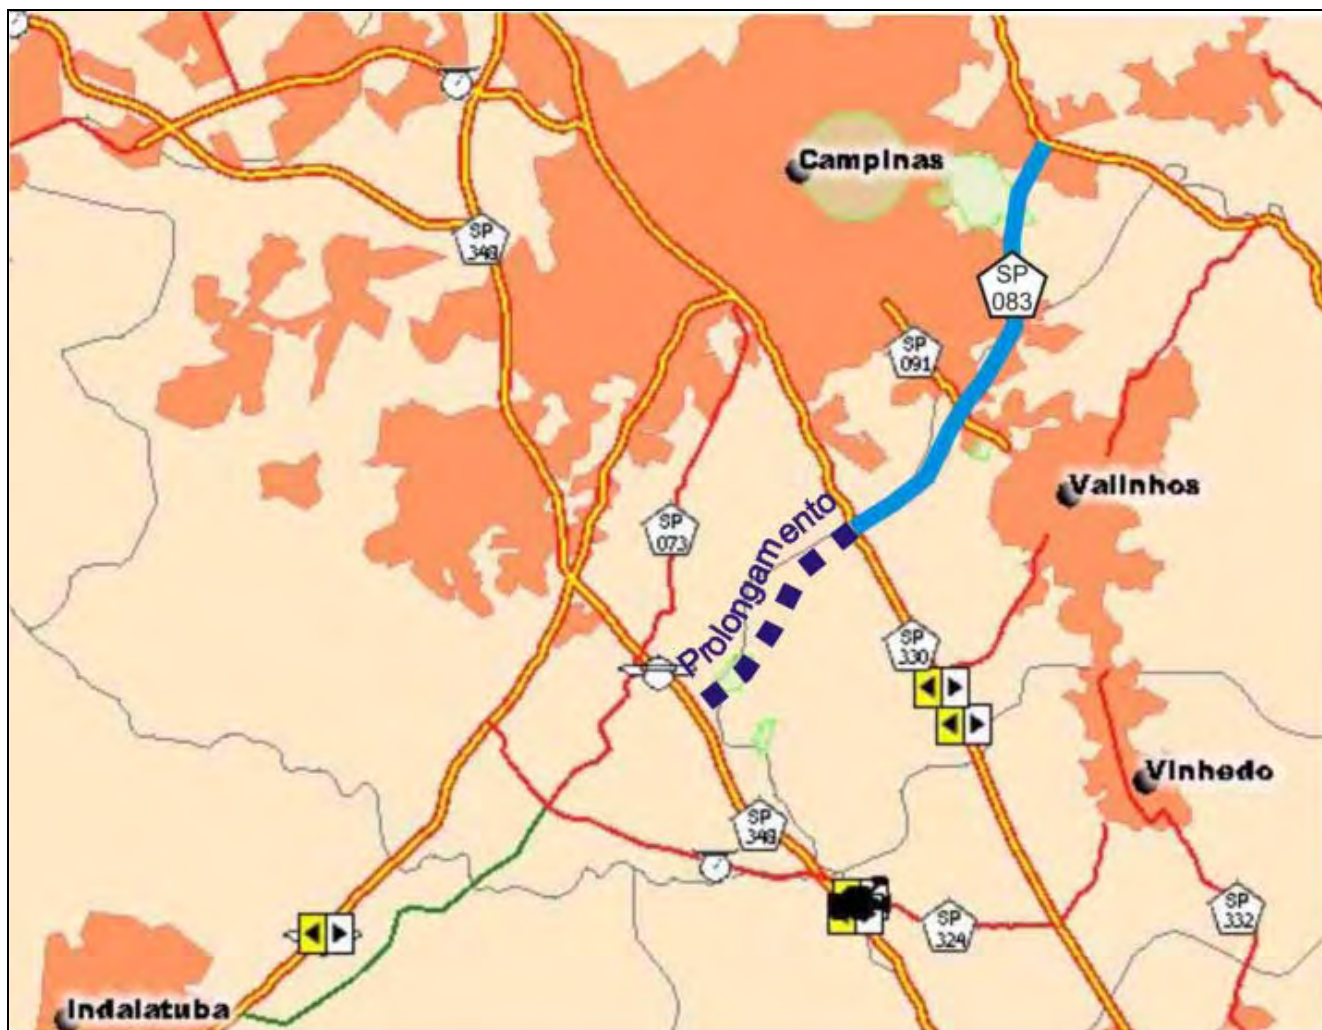 Campinas
SP
348
SP
083
SP
091
Valinhos
Prolongamento
SP
073
SP
330
Vinhedo
SP
348
SP
324
SP
332
Indaiatuba